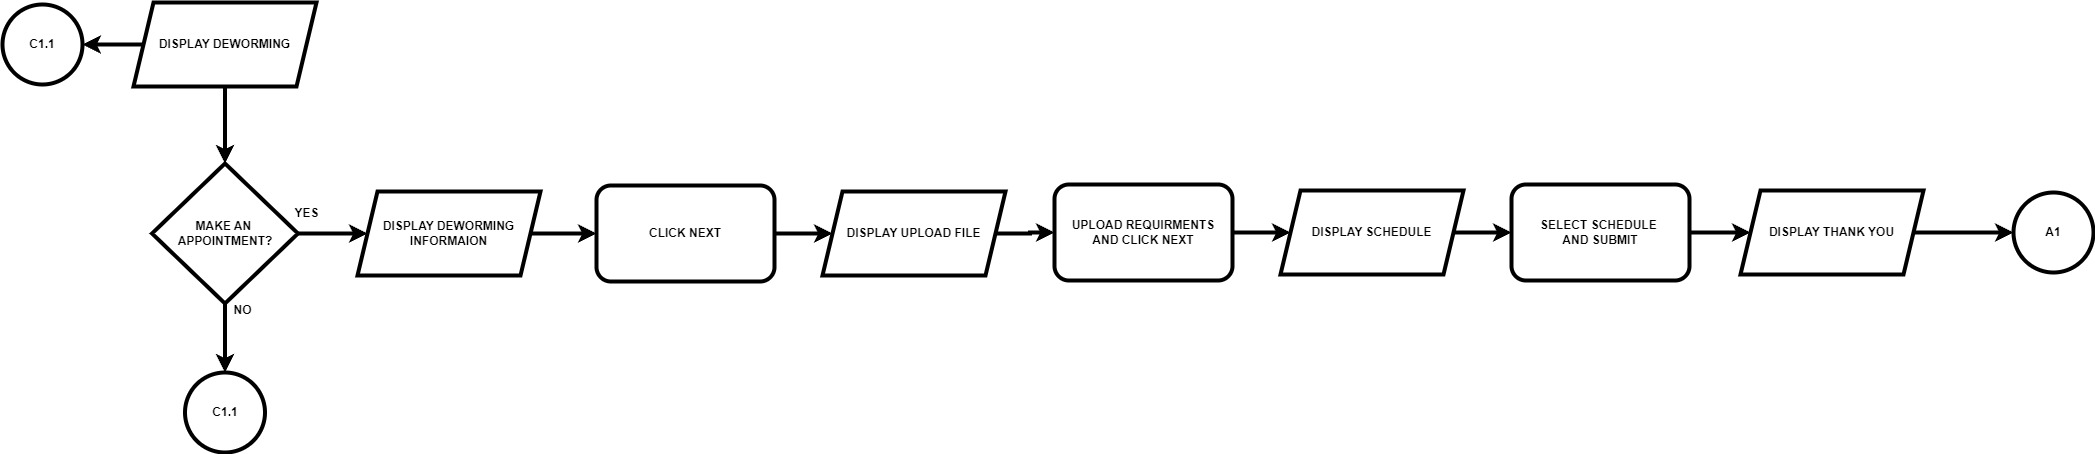 C1.1
DISPLAY DEWORMING
MAKE AN
APPOINTMENT?
YES
NO
C1.1
DISPLAY DEWORMING
INFORMAION
CLICK NEXT
DISPLAY UPLOAD FILE
UPLOAD REQUIRMENTS
AND CLICK NEXT
DISPLAY SCHEDULE
SELECT SCHEDULE
AND SUBMIT
DISPLAY THANK YOU
A1